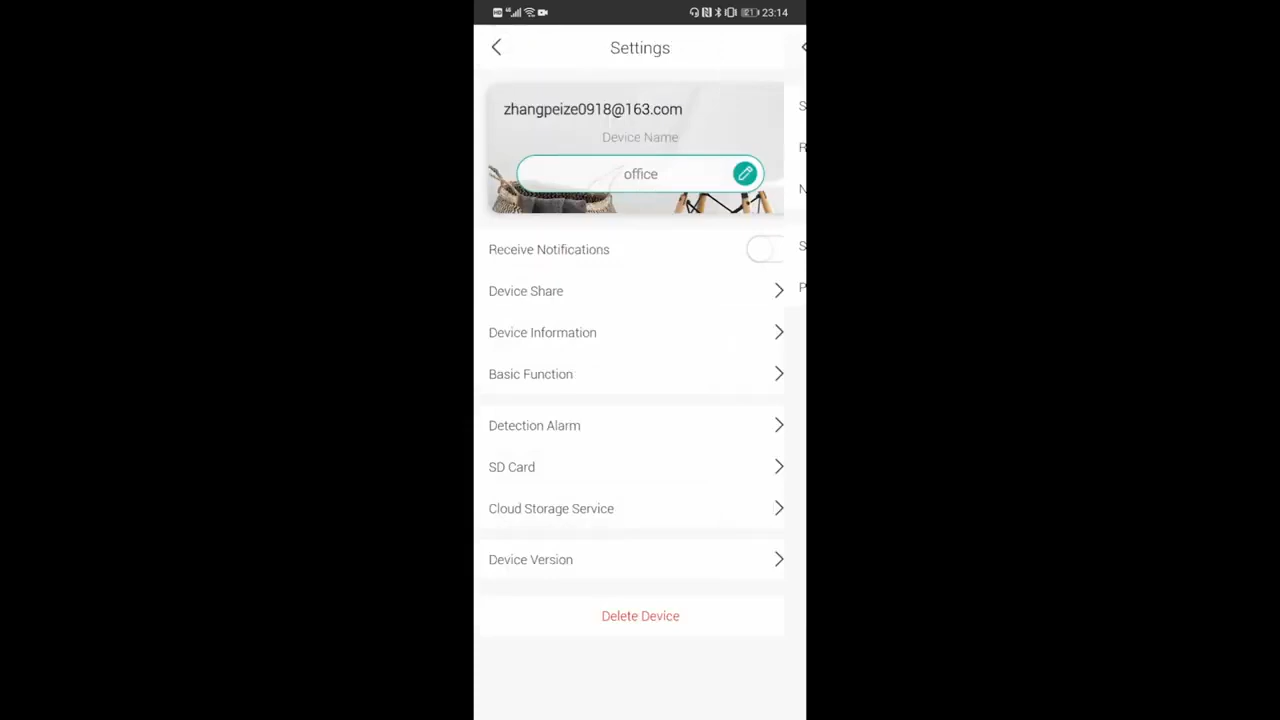 23:14
Settings
zhangpeize0918@163.com
Device Name
office
Receive Notifications
Device Share
Device Information
Basic Function
Detection Alarm
SD Card
Cloud Storage Service
Device Version
Delete Device